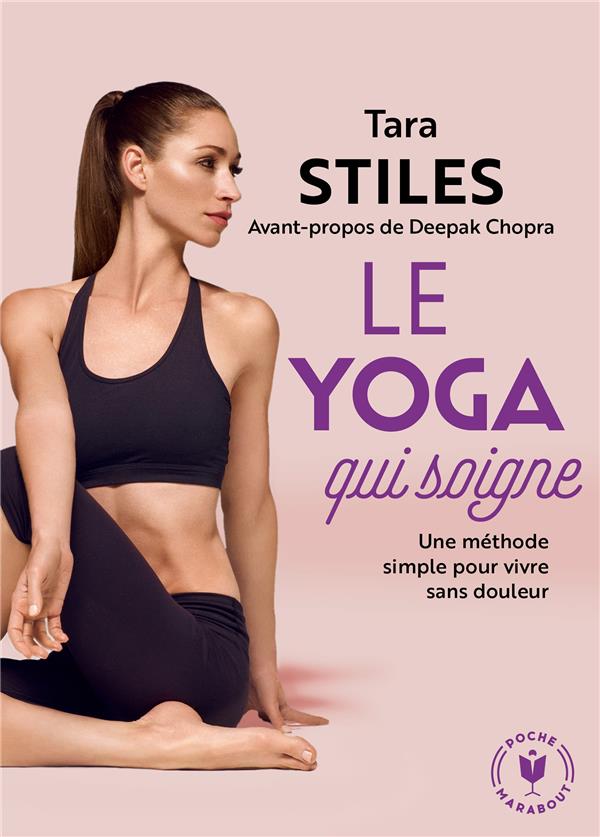 Tara
STILES
Avant-propos de Deepak Chopra
LE
YOGA
qui soigne
Une méthode
simple pour vivre
sans douleur
POCHE
MARABOUT